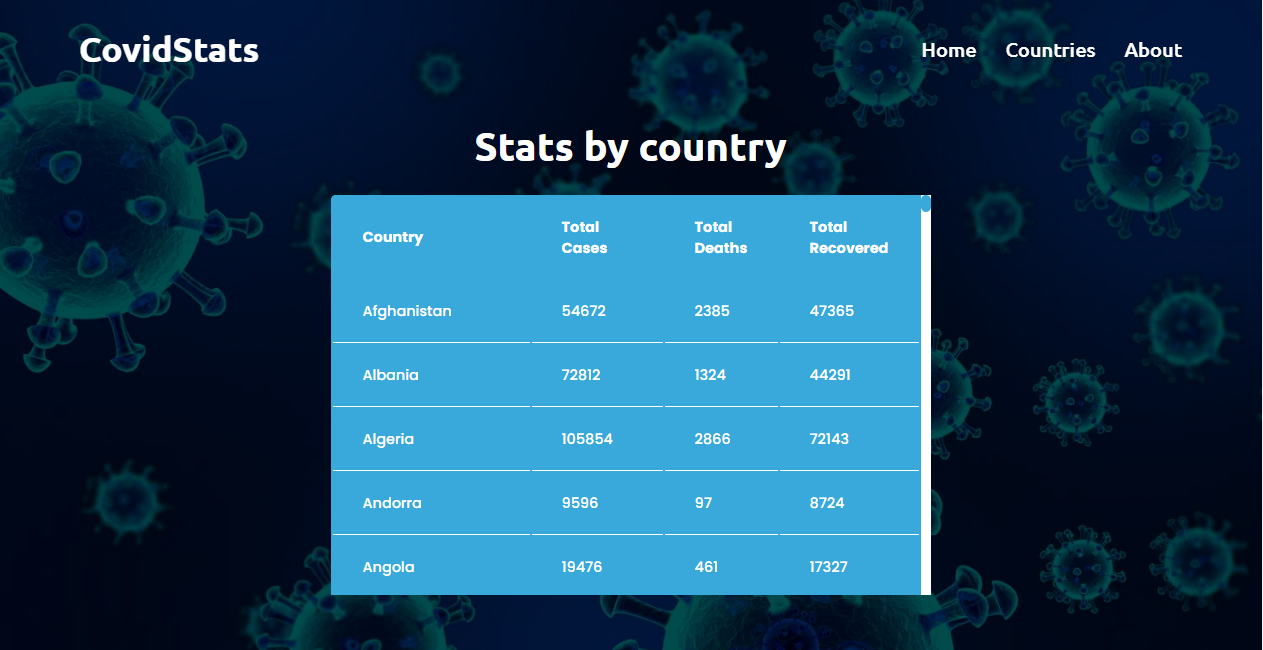 CovidStats
Home Countries About
Stats by country
Country Total Cases Total Deaths Total Recovered
Afghanistan 54672 2385 47365
Albania 72812 1324 44291
Algeria 105854 2866 72143
Andorra 9596 97 8724
Angola 19476 461 17327